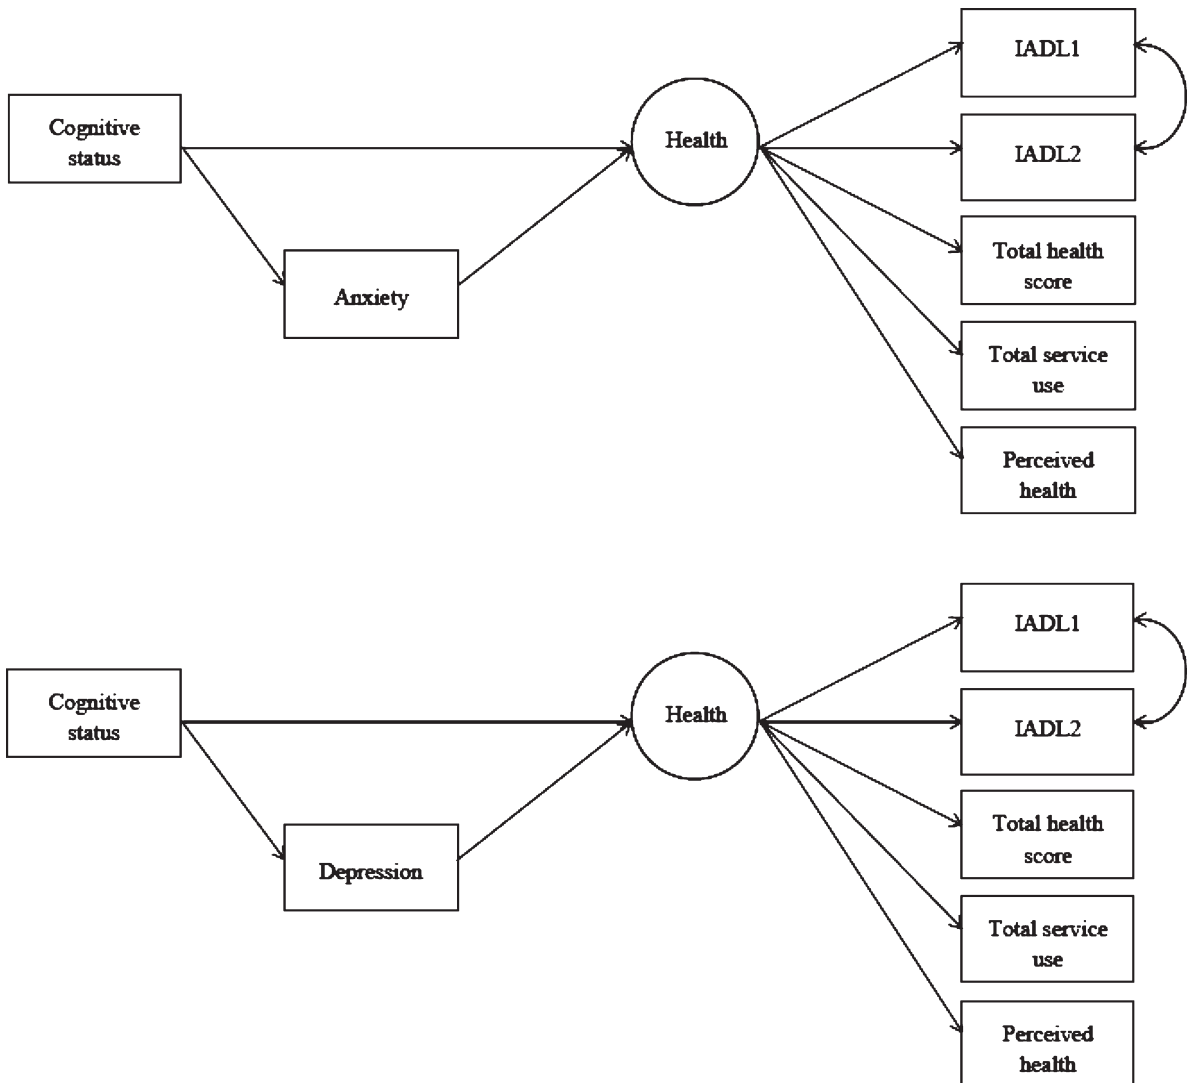 IADL1
Cognitive
status
Health
IADL2
Total health
score
Anxiety
Total service
use
Perceived
health
IADL1
Cognitive
status
Health
IADL2
Total health
score
Depression
Total service
use
Perceived
health